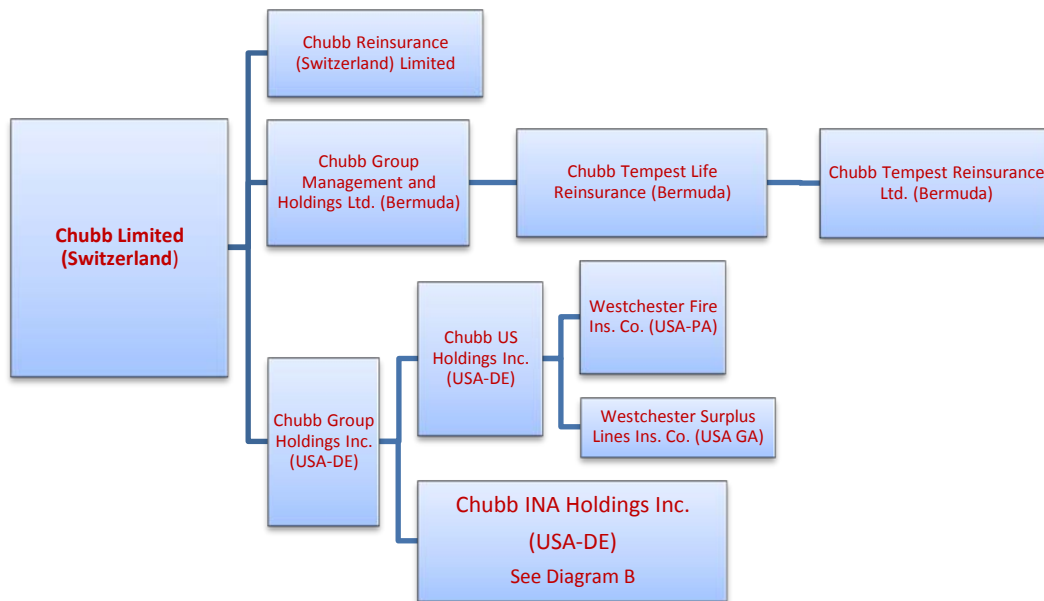 Chubb Reinsurance
(Switzerland) Limited
Chubb Limited
(Switzerland)
Chubb Group
Management and
Holdings Ltd. (Bermuda)
Chubb Tempest Life
Reinsurance (Bermuda)
Chubb Tempest Reinsurance
Ltd. (Bermuda)
Chubb Group
Holdings Inc.
(USA-DE)
Chubb US
Holdings Inc.
(USA-DE)
Westchester Fire
Ins. Co. (USA-PA)
Westchester Surplus
Lines Ins. Co. (USA GA)
Chubb INA Holdings Inc.
(USA-DE)
See Diagram B